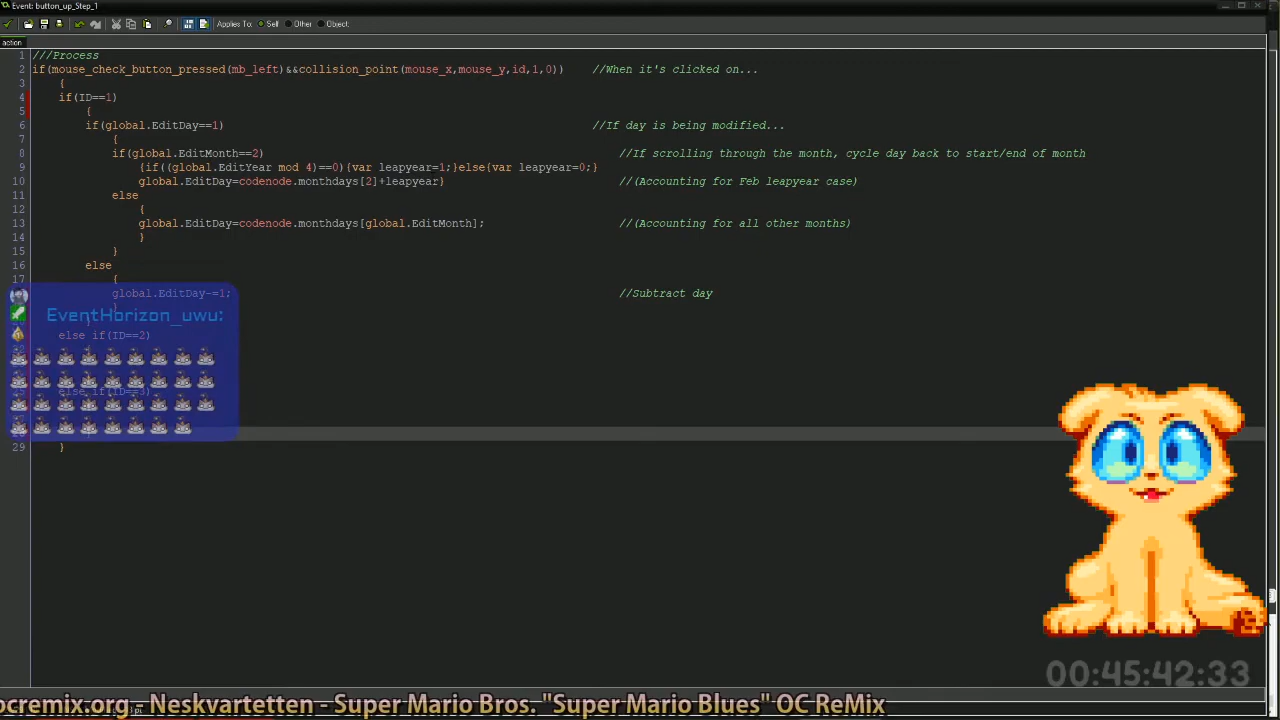 Event: button_up_Step_1
Applies To: Self Other Object:
action
1 ///Process
2 if(mouse_check_button_pressed(mb_left)&&collision_point(mouse_x,mouse_y,id,1,0)) //When it's clicked on...
3 {
4 if(ID==1)
5 {
6 if(global.EditDay==1) //If day is being modified...
7 {
8 if(global.EditMonth==2) //If scrolling through the month, cycle day back to start/end of month
9 {if((global.EditYear mod 4)==0){var leapyear=1;}else{var leapyear=0;}
10 global.EditDay=codenode.monthdays[2]+leapyear} //(Accounting for Feb leapyear case)
11 else
12 {
13 global.EditDay=codenode.monthdays[global.EditMonth]; //(Accounting for all other months)
14 }
15 }
16 else
17 {
global.EditDay-=1; //Subtract day
EventHorizon_uwu:
else if(ID==2)
else if(ID==3)
29 }
00:45:42:33
ocremix.org - Neskvartetten - Super Mario Bros. "Super Mario Blues" OC ReMix